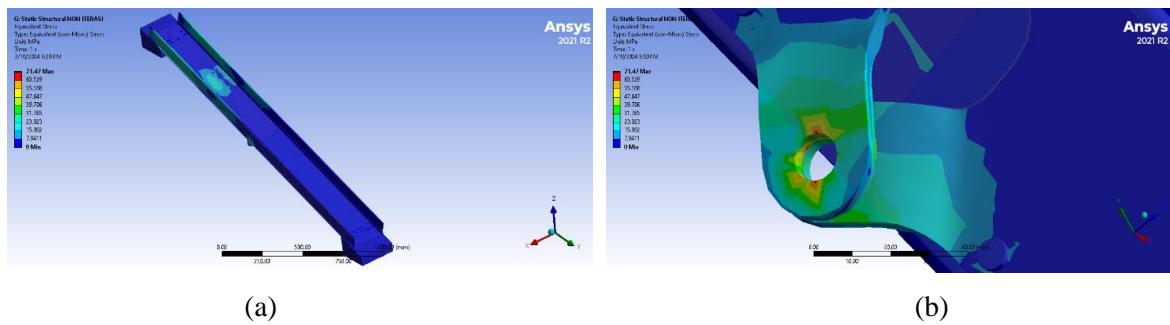 G: Static Structural NON ITERASI
Equivalent Stress
Type: Equivalent (von-Mises) Stress
Unit: MPa
Time: 1 s
71.47 Max
63.529
55.588
47.647
39.706
31.765
23.823
15.882
7.9411
0 Min
Ansys
2021 R2
0.00
500.00
(mm)
250.00
750.00
X
Y
Z
(a)
G: Static Structural NON ITERASI
Equivalent Stress
Type: Equivalent (von-Mises) Stress
Unit: MPa
Time: 1 s
71.47 Max
63.529
55.588
47.647
39.706
31.765
23.823
15.882
7.9411
0 Min
Ansys
2021 R2
0.00
20.00
40.00 (mm)
10.00
(b)